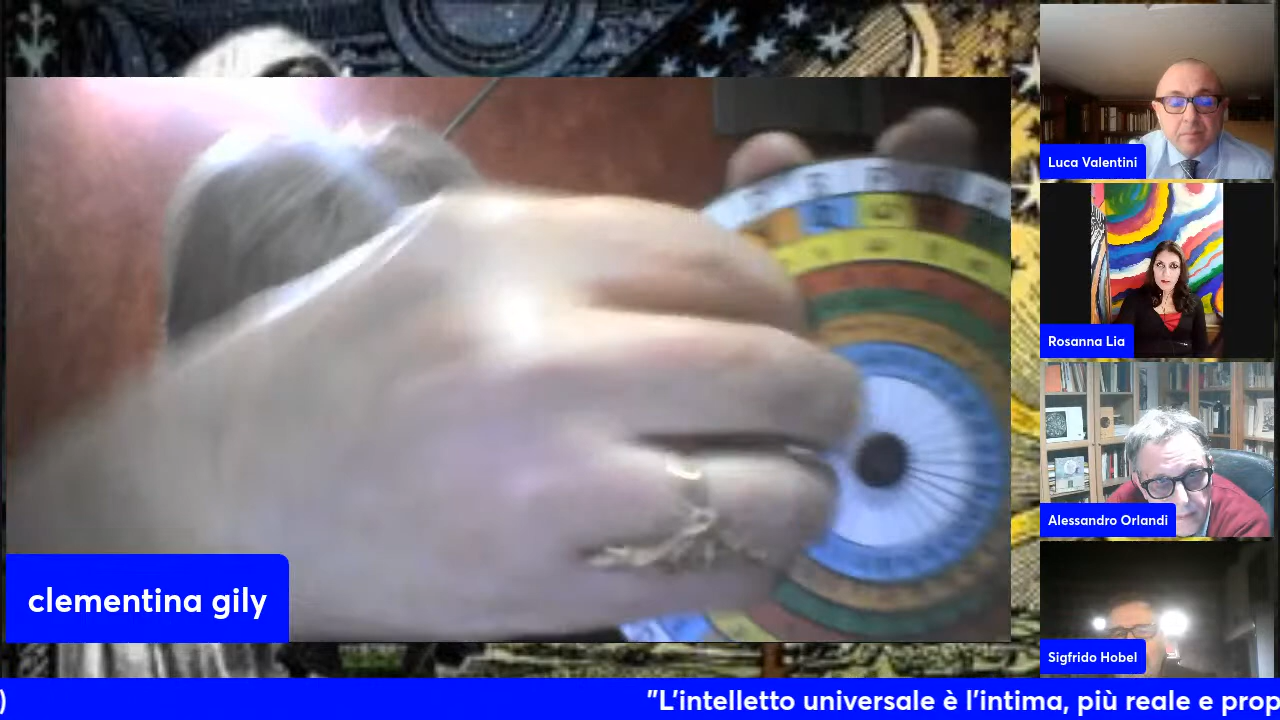 Luca Valentini
Rosanna Lia
Alessandro Orlandi
clementina gily
Sigfrido Hobel
) "L'intelletto universale è l'intima, più reale e prop